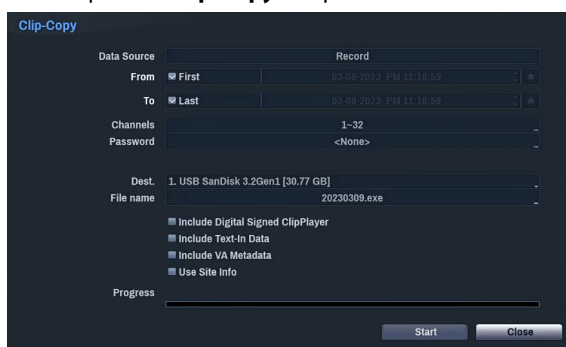 Clip-Copy
Data Source Record
From First 03-08-2023 PM 11:16:59
To Last 03-08-2023 PM 11:16:59
Channels 1~32
Password <None>
Dest. 1. USB SanDisk 3.2Gen1 [30.77 GB]
File name 20230309.exe
Include Digital Signed ClipPlayer
Include Text-In Data
Include VA Metadata
Use Site Info
Progress
Start Close